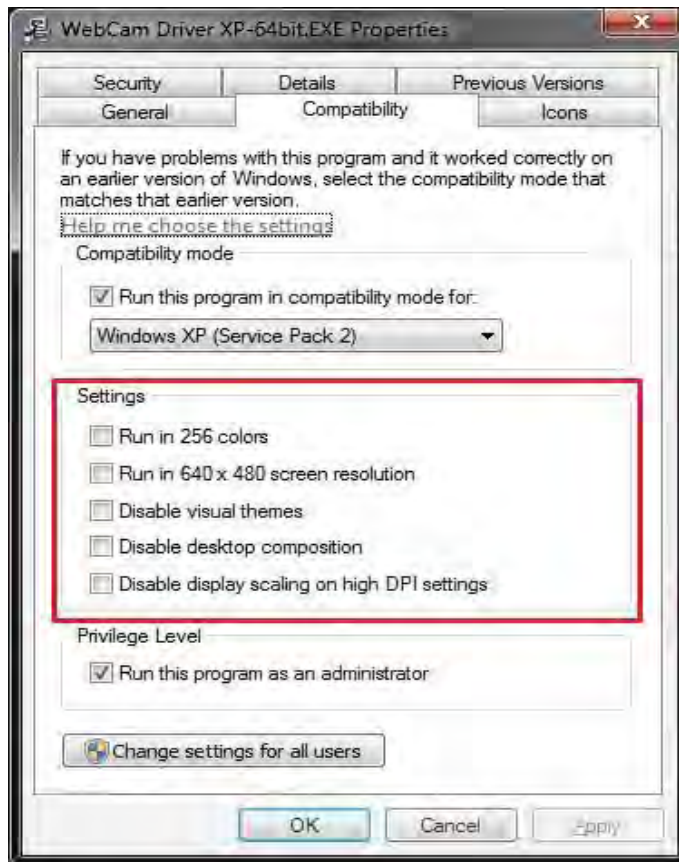 WebCam Driver XP-64bit.EXE Properties
Security Details Previous Versions
General Compatibility Icons
If you have problems with this program and it worked correctly on
an earlier version of Windows, select the compatibility mode that
matches that earlier version.
Help me choose the settings
Compatibility mode
Run this program in compatibility mode for:
Windows XP (Service Pack 2)
Settings
Run in 256 colors
Run in 640 x 480 screen resolution
Disable visual themes
Disable desktop composition
Disable display scaling on high DPI settings
Privilege Level
Run this program as an administrator
Change settings for all users
OK Cancel Apply